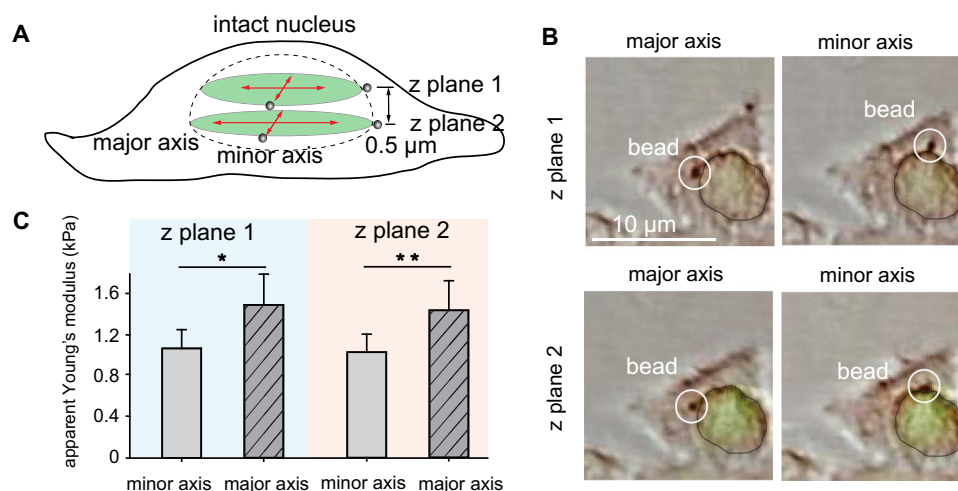 A
intact nucleus
z plane 1
z plane 2
major axis
minor axis
0.5 µm
B
major axis
minor axis
z plane 1
bead
bead
10 µm
major axis
minor axis
z plane 2
bead
bead
C
z plane 1
z plane 2
*
**
apparent Young's modulus (kPa)
1.6
1.2
0.8
0.4
0
minor axis
major axis
minor axis
major axis